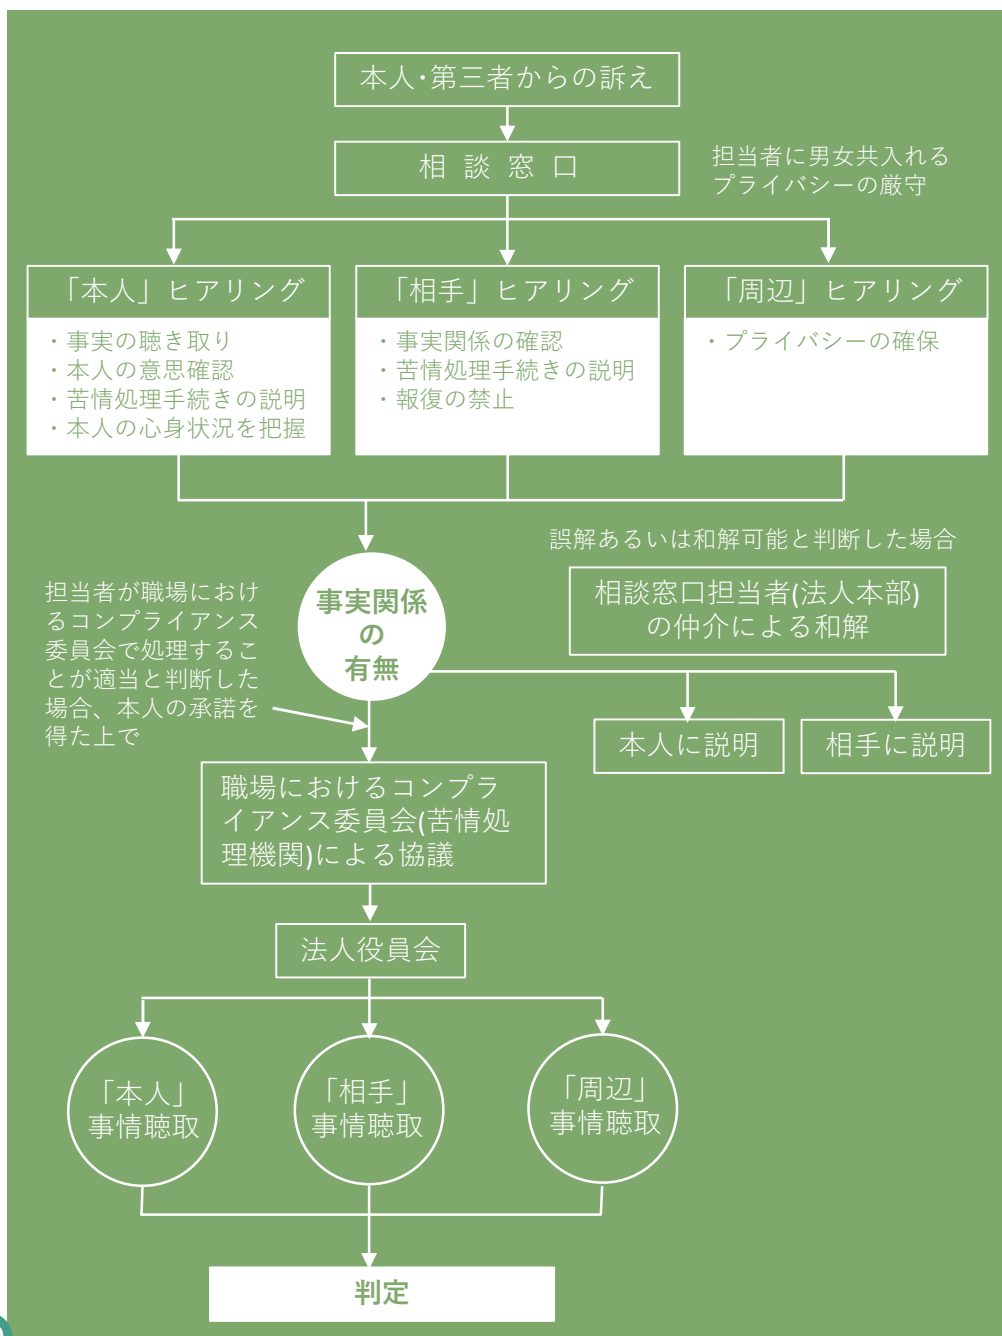 本人・第三者からの訴え
相談窓口
担当者に男女共入れる
プライバシーの厳守
「本人」ヒアリング
・事実の聴き取り
・本人の意思確認
・苦情処理手続きの説明
・本人の心身状況を把握
「相手」ヒアリング
・事実関係の確認
・苦情処理手続きの説明
・報復の禁止
「周辺」ヒアリング
・プライバシーの確保
事実関係
の
有無
誤解あるいは和解可能と判断した場合
相談窓口担当者(法人本部)
の仲介による和解
本人に説明
相手に説明
担当者が職場におけ
るコンプライアンス
委員会で処理するこ
とが適当と判断した
場合、本人の承諾を
得た上で
職場におけるコンプラ
イアンス委員会(苦情処
理機関)による協議
法人役員会
「本人」
事情聴取
「相手」
事情聴取
「周辺」
事情聴取
判定